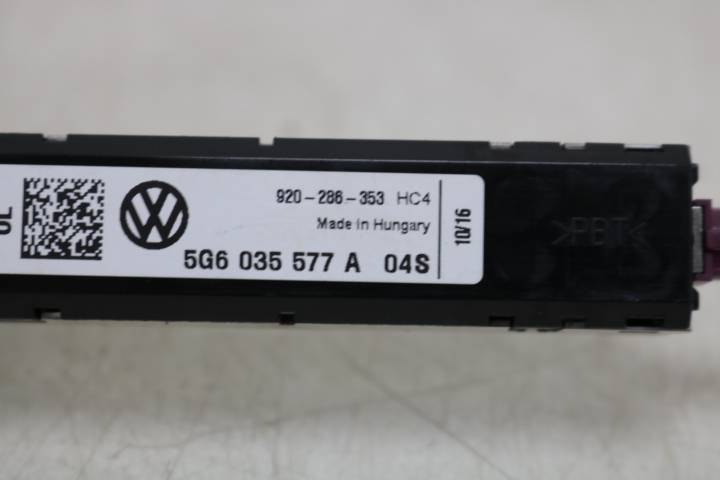 920-286-353 HC4
Made in Hungary
5G6 035 577 A 04S
10/16
>PBT<